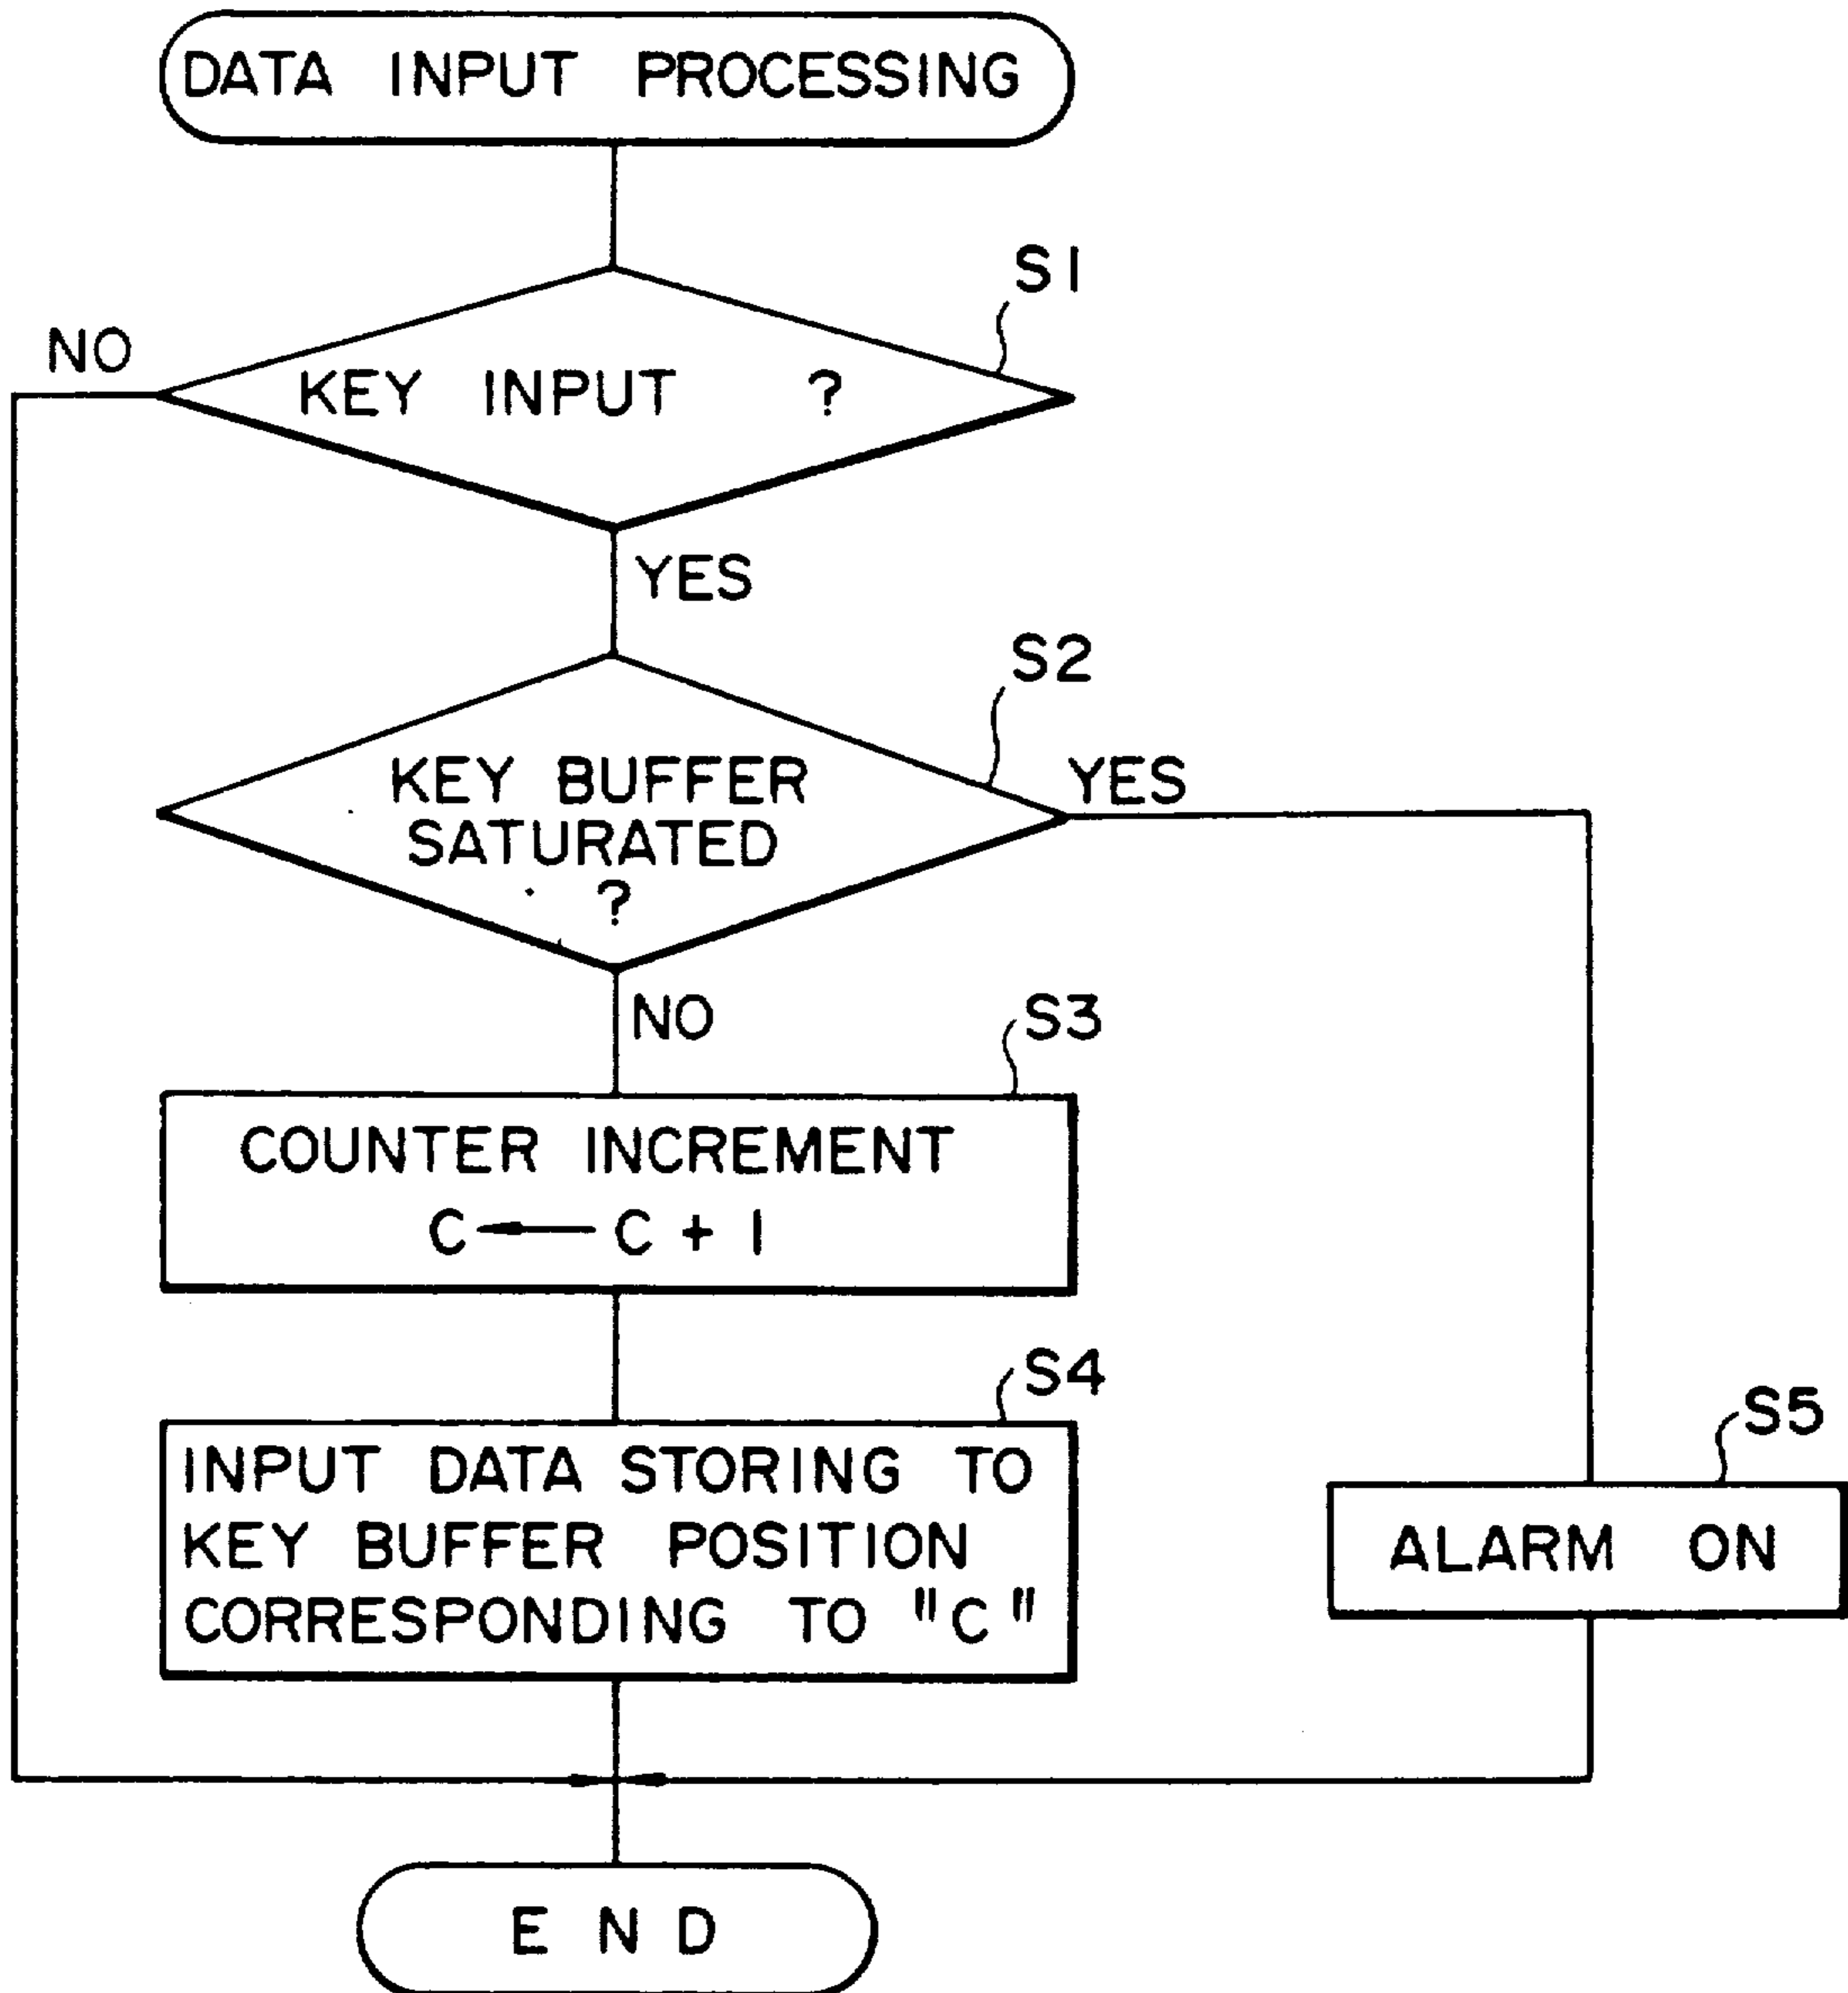 DATA INPUT PROCESSING
S1
NO
KEY INPUT ?
YES
S2
KEY BUFFER
SATURATED
?
YES
NO
S3
COUNTER INCREMENT
C ← C + 1
S4
INPUT DATA STORING TO
KEY BUFFER POSITION
CORRESPONDING TO "C"
S5
ALARM ON
END